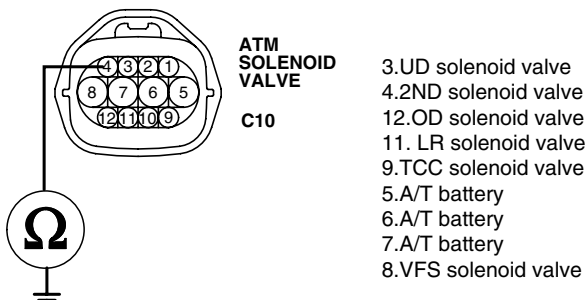 ATM
SOLENOID
VALVE
C10
4 3 2 1
8 7 6 5
12 11 10 9
Ω
3.UD solenoid valve
4.2ND solenoid valve
12.OD solenoid valve
11. LR solenoid valve
9.TCC solenoid valve
5.A/T battery
6.A/T battery
7.A/T battery
8.VFS solenoid valve